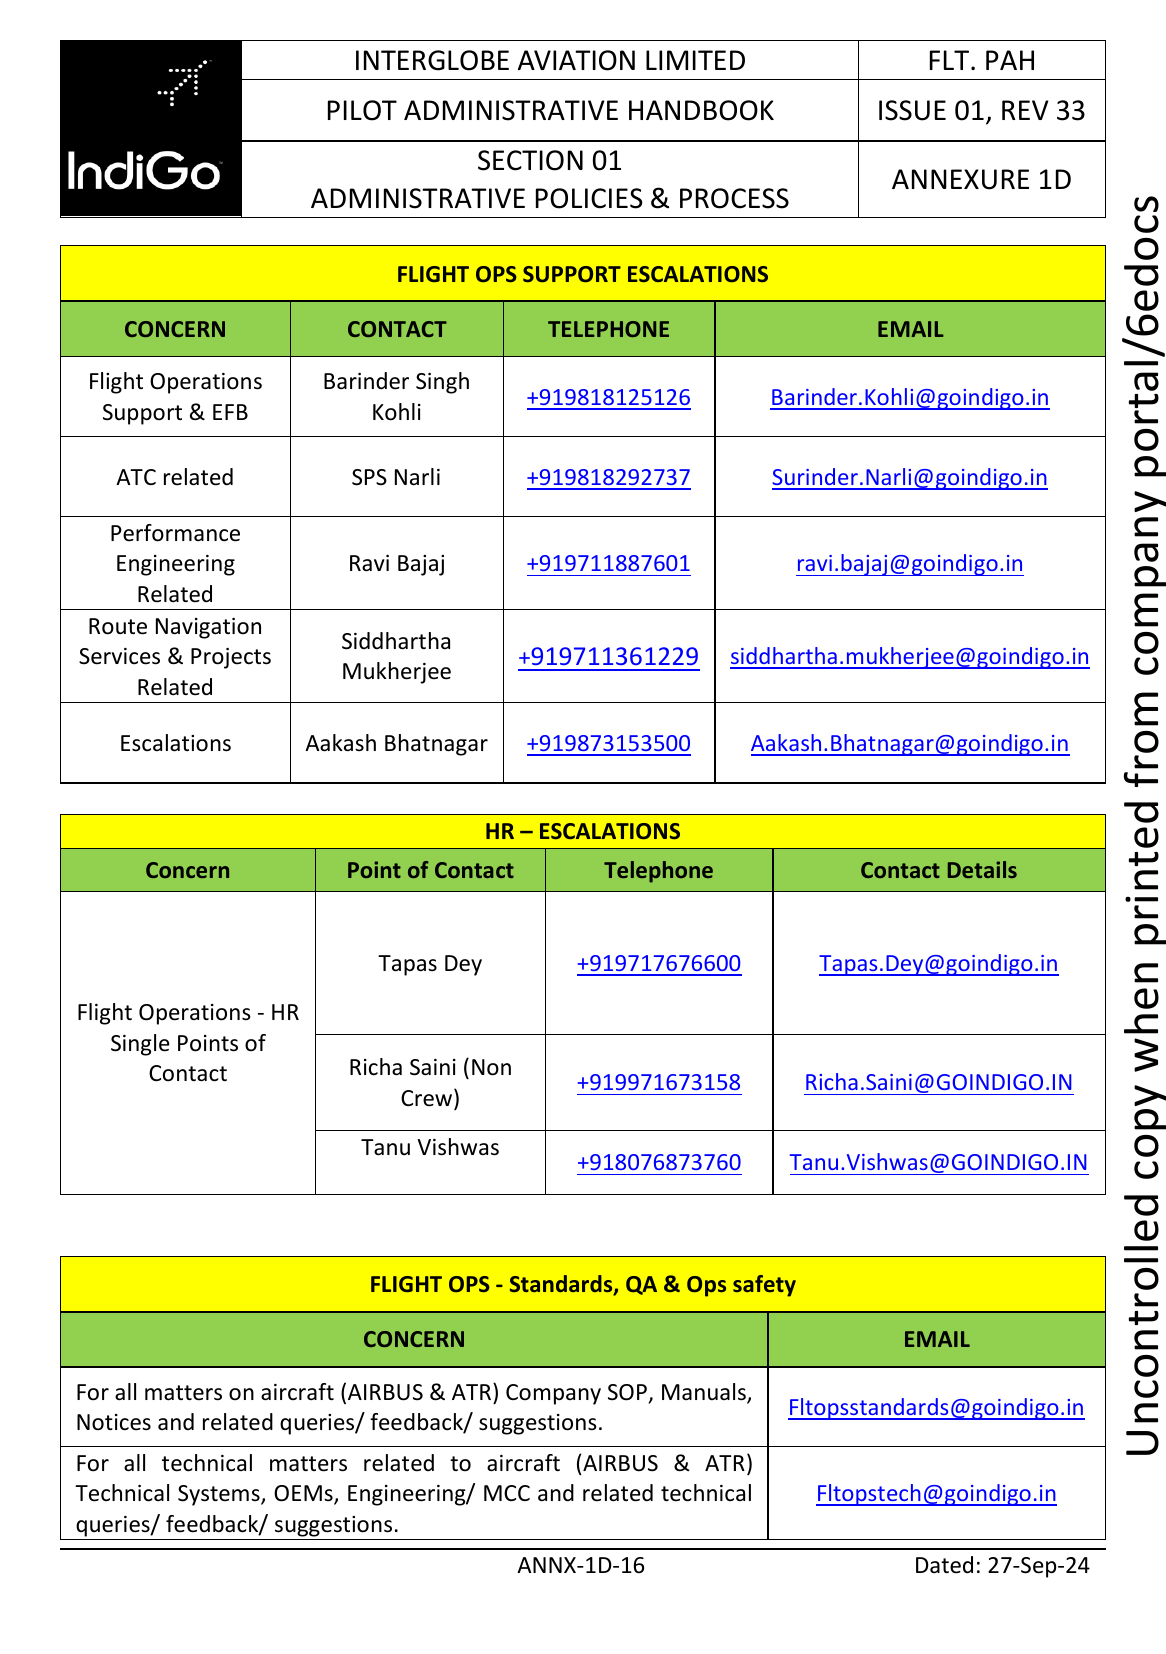 IndiGo
INTERGLOBE AVIATION LIMITED
FLT. PAH
PILOT ADMINISTRATIVE HANDBOOK
ISSUE 01, REV 33
SECTION 01
ADMINISTRATIVE POLICIES & PROCESS
ANNEXURE 1D
FLIGHT OPS SUPPORT ESCALATIONS
CONCERN
CONTACT
TELEPHONE
EMAIL
Flight Operations
Support & EFB
Barinder Singh
Kohli
+919818125126
Barinder.Kohli@goindigo.in
ATC related
SPS Narli
+919818292737
Surinder.Narli@goindigo.in
Performance
Engineering
Related
Ravi Bajaj
+919711887601
ravi.bajaj@goindigo.in
Route Navigation
Services & Projects
Related
Siddhartha
Mukherjee
+919711361229
siddhartha.mukherjee@goindigo.in
Escalations
Aakash Bhatnagar
+919873153500
Aakash.Bhatnagar@goindigo.in
HR – ESCALATIONS
Concern
Point of Contact
Telephone
Contact Details
Flight Operations - HR
Single Points of
Contact
Tapas Dey
+919717676600
Tapas.Dey@goindigo.in
Richa Saini (Non
Crew)
+919971673158
Richa.Saini@GOINDIGO.IN
Tanu Vishwas
+918076873760
Tanu.Vishwas@GOINDIGO.IN
FLIGHT OPS - Standards, QA & Ops safety
CONCERN
EMAIL
For all matters on aircraft (AIRBUS & ATR) Company SOP, Manuals,
Notices and related queries/ feedback/ suggestions.
Fltopsstandards@goindigo.in
For all technical matters related to aircraft (AIRBUS & ATR)
Technical Systems, OEMs, Engineering/ MCC and related technical
queries/ feedback/ suggestions.
Fltopstech@goindigo.in
ANNX-1D-16
Dated: 27-Sep-24
Uncontrolled copy when printed from company portal/6edocs